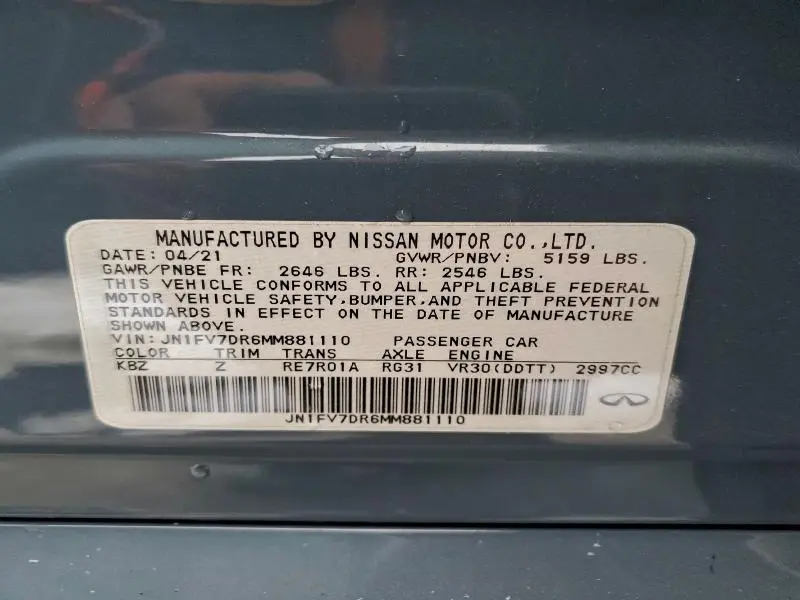 MANUFACTURED BY NISSAN MOTOR CO.,LTD.
DATE: 04/21 GVWR/PNBV: 5159 LBS.
GAWR/PNBE FR: 2646 LBS. RR: 2546 LBS.
THIS VEHICLE CONFORMS TO ALL APPLICABLE FEDERAL
MOTOR VEHICLE SAFETY,BUMPER,AND THEFT PREVENTION
STANDARDS IN EFFECT ON THE DATE OF MANUFACTURE
SHOWN ABOVE.
VIN: JN1FV7DR6MM881110 PASSENGER CAR
COLOR TRIM TRANS AXLE ENGINE
KBZ Z RE7R01A RG31 VR30(DDTT) 2997CC
JN1FV7DR6MM881110